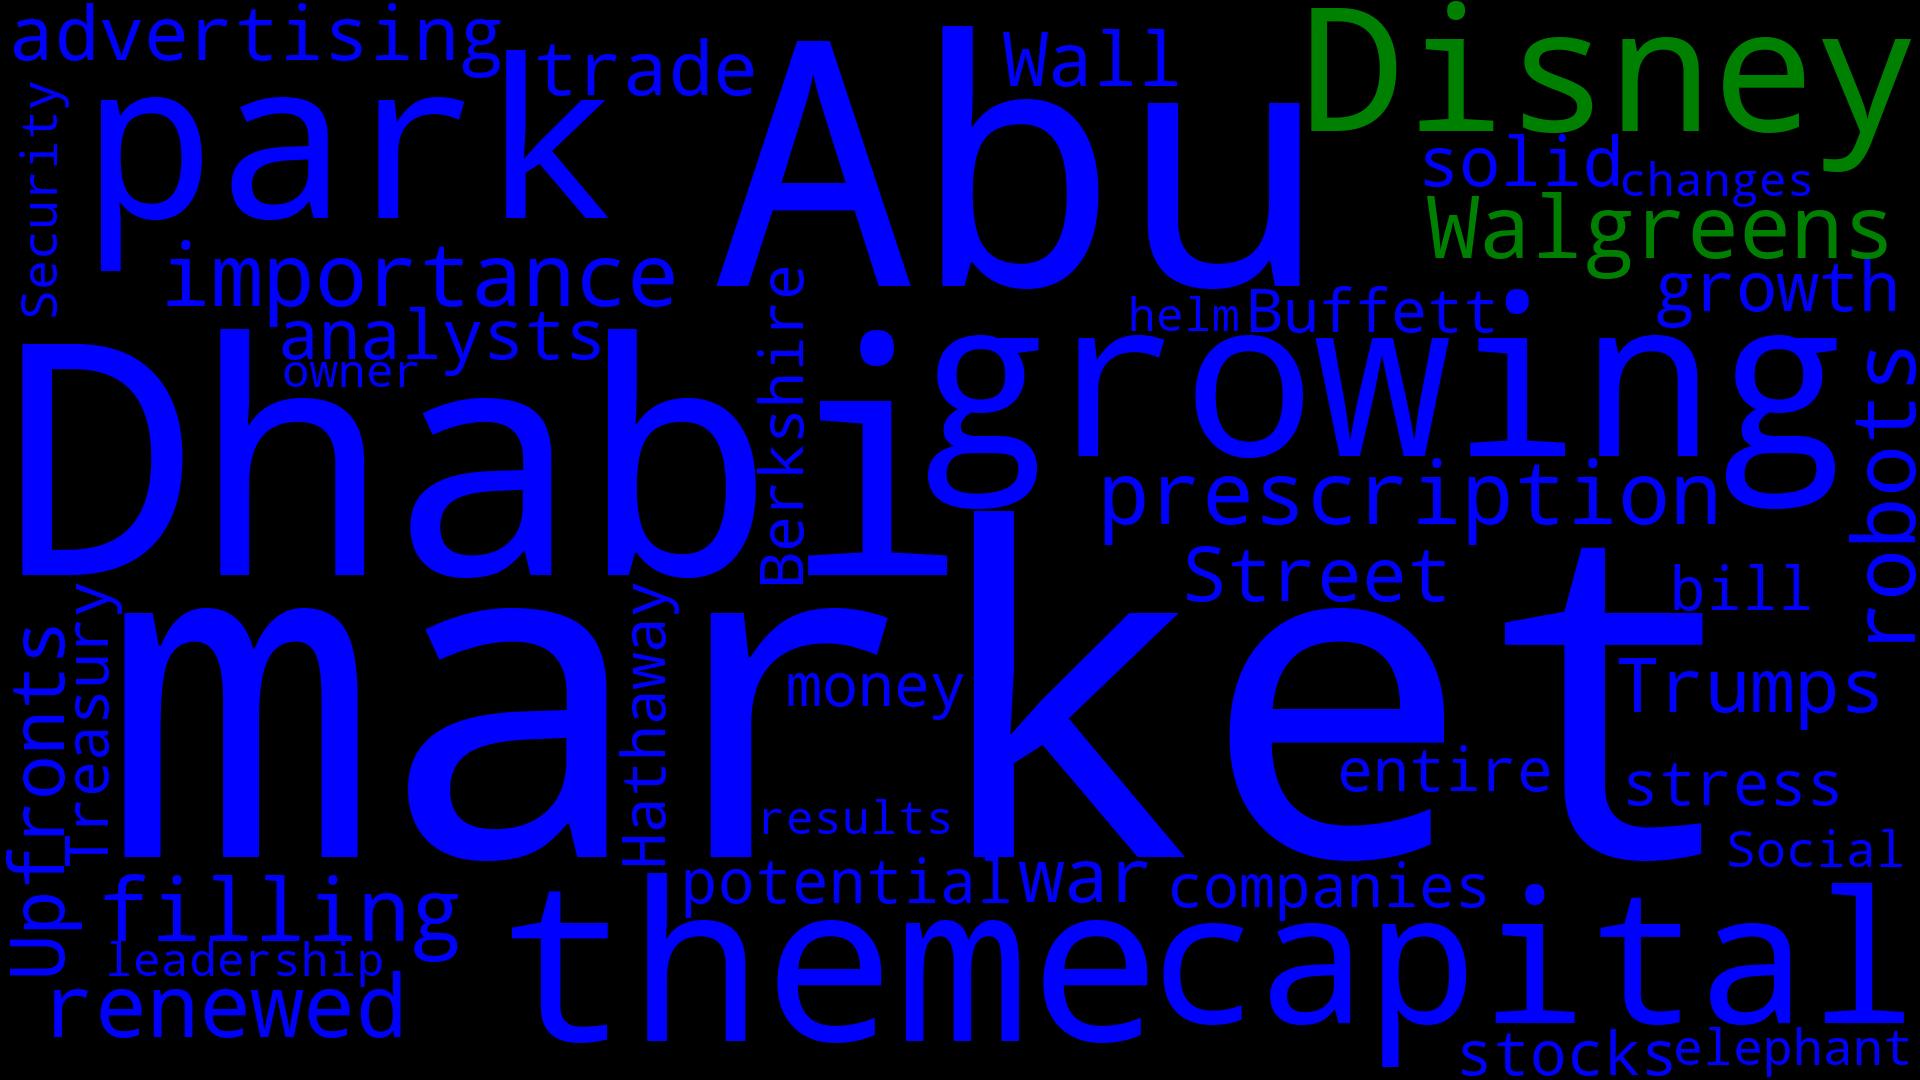 advertising
trade
Wall
Disney
Security
park
Abu
solid
changes
Walgreens
importance
growth
analysts
owner
Berkshire
helm
Buffett
Dhabi
growing
robots
prescription
Street
bill
Upfronts
Treasury
market
Hathaway
money
Trumps
entire
stress
results
Social
potential
war
companies
filling
leadership
theme
capital
renewed
stocks
elephant